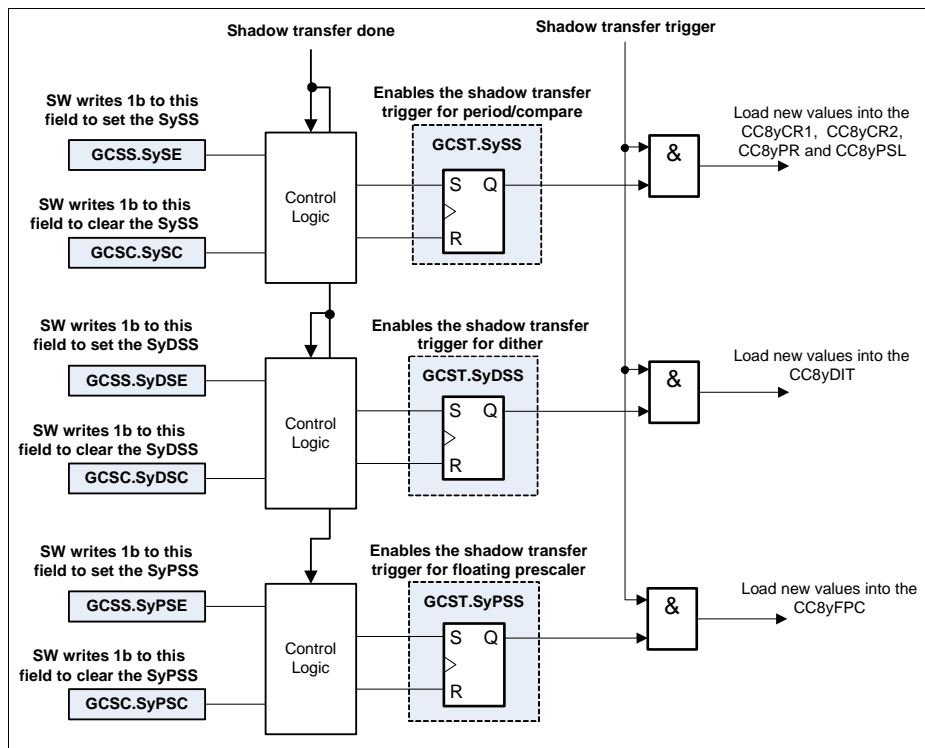 Shadow transfer done
Shadow transfer trigger
SW writes 1b to this
field to set the SySS
GCSS.SySE
SW writes 1b to this
field to clear the SySS
GCSC.SySC
Control
Logic
Enables the shadow transfer
trigger for period/compare
GCST.SySS
S Q
R
&
Load new values into the
CC8yCR1, CC8yCR2,
CC8yPR and CC8yPSL
SW writes 1b to this
field to set the SyDSS
GCSS.SyDSE
SW writes 1b to this
field to clear the SyDSS
GCSC.SyDSC
Control
Logic
Enables the shadow transfer
trigger for dither
GCST.SyDSS
S Q
R
&
Load new values into the
CC8yDIT
SW writes 1b to this
field to set the SyPSS
GCSS.SyPSE
SW writes 1b to this
field to clear the SyPSS
GCSC.SyPSC
Control
Logic
Enables the shadow transfer
trigger for floating prescaler
GCST.SyPSS
S Q
R
&
Load new values into the
CC8yFPC